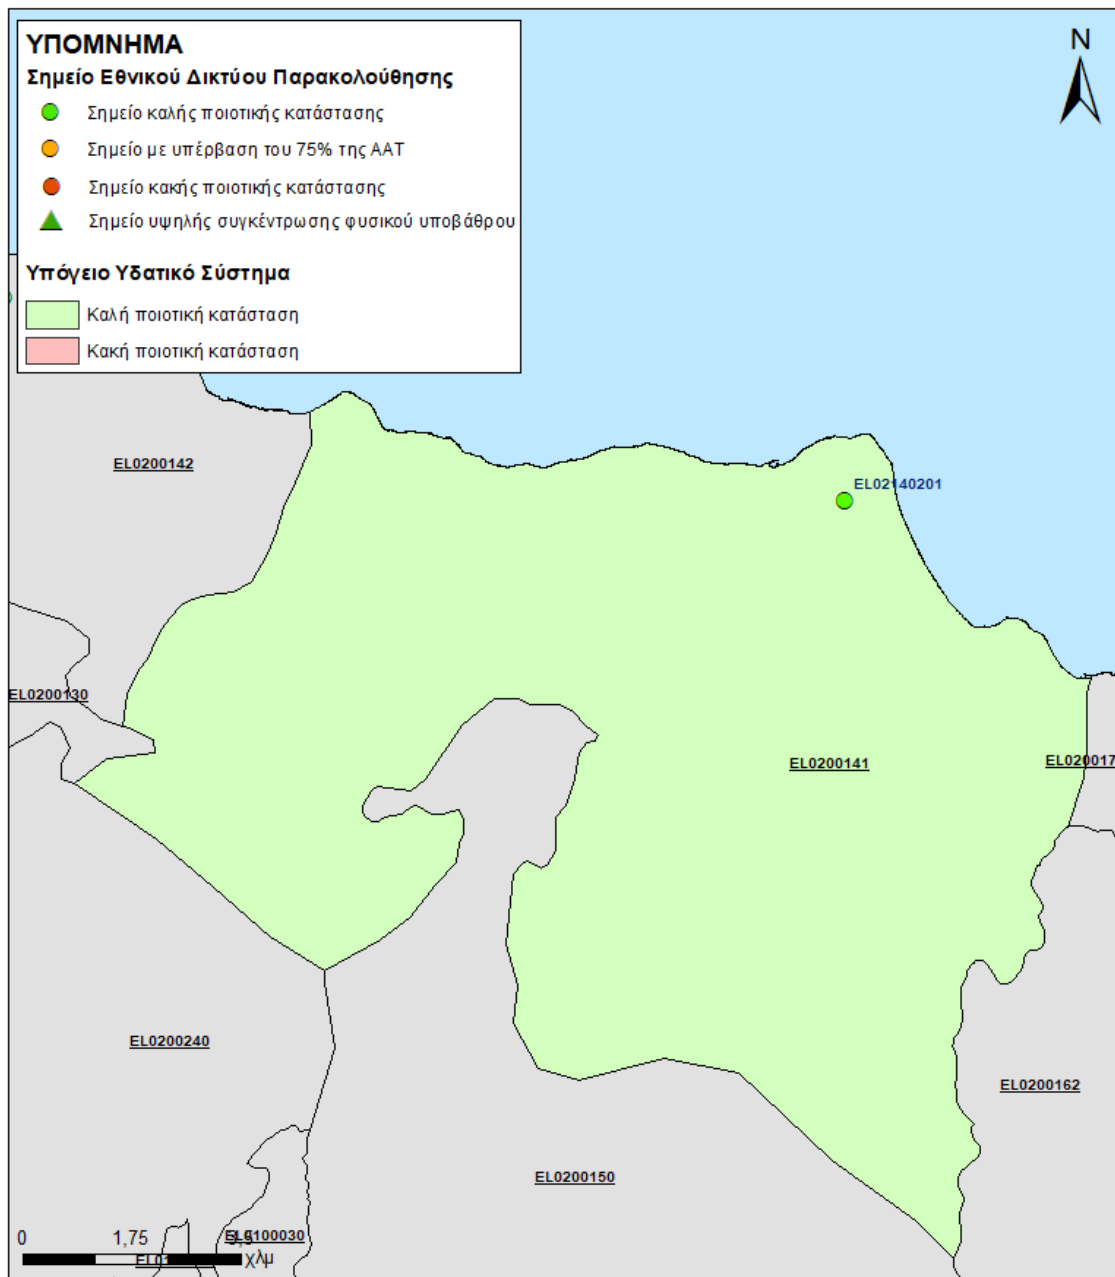 ΥΠΟΜΝΗΜΑ
Σημείο Εθνικού Δικτύου Παρακολούθησης
Σημείο καλής ποιοτικής κατάστασης
Σημείο με υπέρβαση του 75% της ΑΑΤ
Σημείο κακής ποιοτικής κατάστασης
Σημείο υψηλής συγκέντρωσης φυσικού υποβάθρου
Υπόγειο Υδατικό Σύστημα
Καλή ποιοτική κατάσταση
Κακή ποιοτική κατάσταση
N
EL0200142
EL02140201
EL0200130
EL0200141
EL020017
EL0200240
EL0200162
EL0200150
0 1,75
χλμ